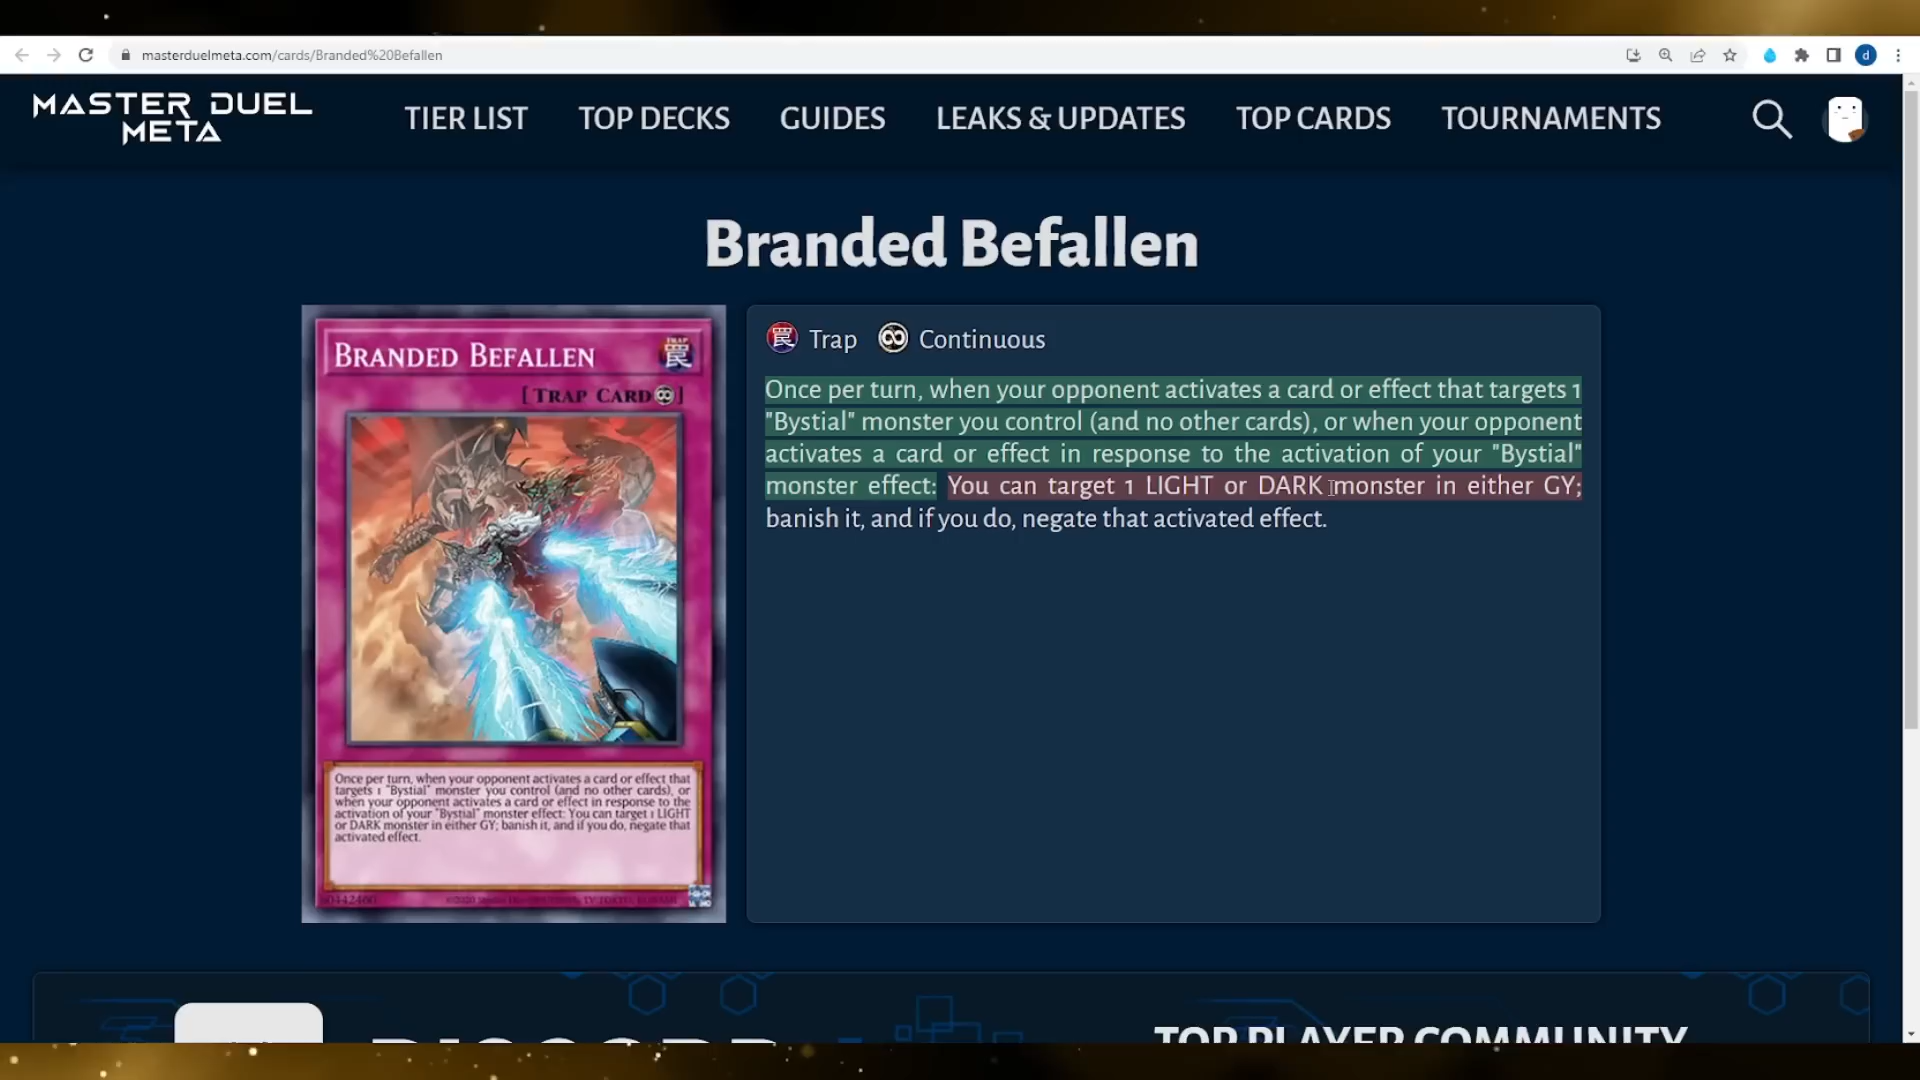 masterduelmeta.com/cards/Branded%20Befallen
d
MASTER DUEL
META
TIER LIST
TOP DECKS
GUIDES
LEAKS & UPDATES
TOP CARDS
TOURNAMENTS
Branded Befallen
BRANDED BEFALLEN
TRAP
罠
[ TRAP CARD ]
罠 Trap Continuous
Once per turn, when your opponent activates a card or effect that targets 1
"Bystial" monster you control (and no other cards), or when your opponent
activates a card or effect in response to the activation of your "Bystial"
monster effect: You can target 1 LIGHT or DARK monster in either GY;
banish it, and if you do, negate that activated effect.
Once per turn, when your opponent activates a card or effect that
targets 1 "Bystial" monster you control (and no other cards), or
when your opponent activates a card or effect in response to the
activation of your "Bystial" monster effect: You can target 1 LIGHT
or DARK monster in either GY; banish it, and if you do, negate that
activated effect.
TOP PLAYER COMMUNITY